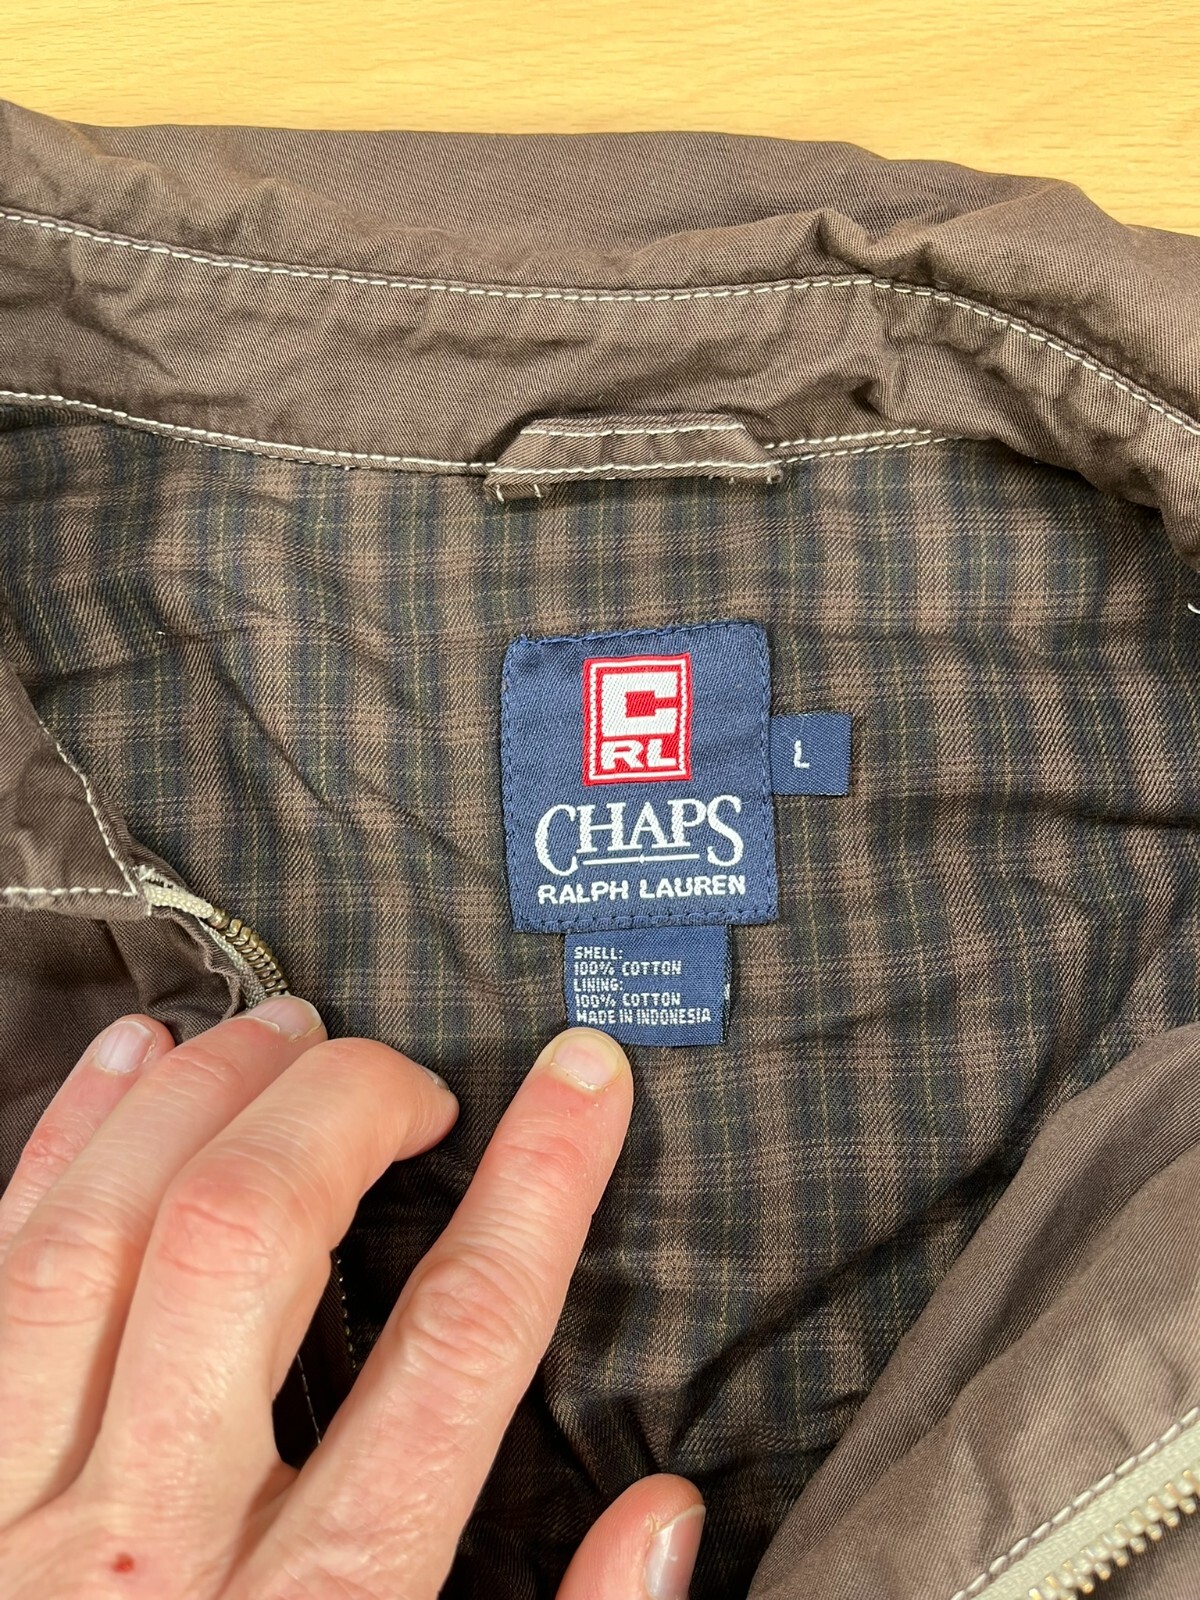 C
RL
CHAPS
RALPH LAUREN
L
SHELL:
100% COTTON
LINING:
100% COTTON
MADE IN INDONESIA